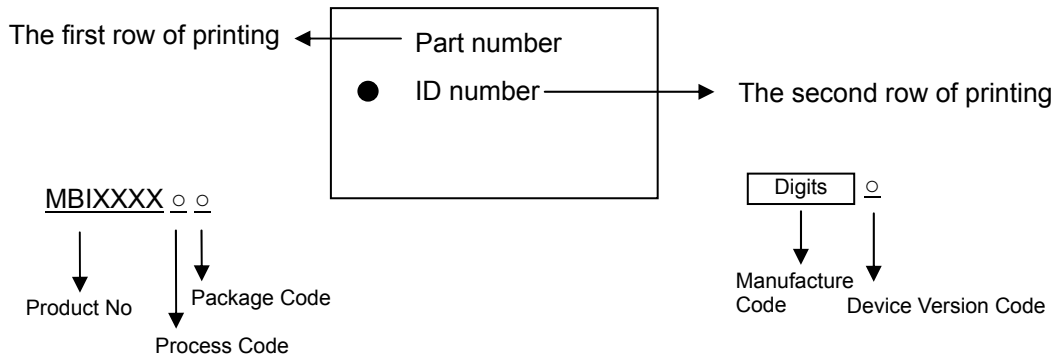 The first row of printing
Part number
ID number
The second row of printing
MBIXXXX ○ ○
Digits ○
Product No
Package Code
Process Code
Manufacture
Code
Device Version Code